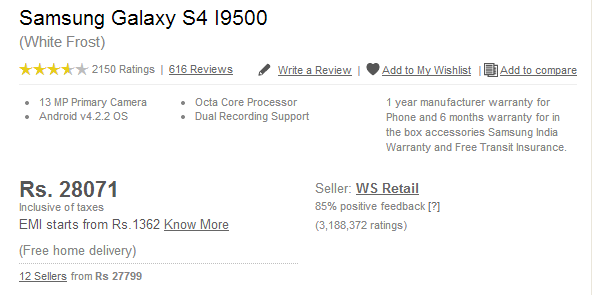 Samsung Galaxy S4 I9500
(White Frost)
2150 Ratings | 616 Reviews Write a Review | Add to My Wishlist | Add to compare
• 13 MP Primary Camera
• Android v4.2.2 OS
• Octa Core Processor
• Dual Recording Support
1 year manufacturer warranty for
Phone and 6 months warranty for in
the box accessories Samsung India
Warranty and Free Transit Insurance.
Rs. 28071
Inclusive of taxes
EMI starts from Rs.1362 Know More
(Free home delivery)
12 Sellers from Rs 27799
Seller: WS Retail
85% positive feedback [?]
(3,188,372 ratings)